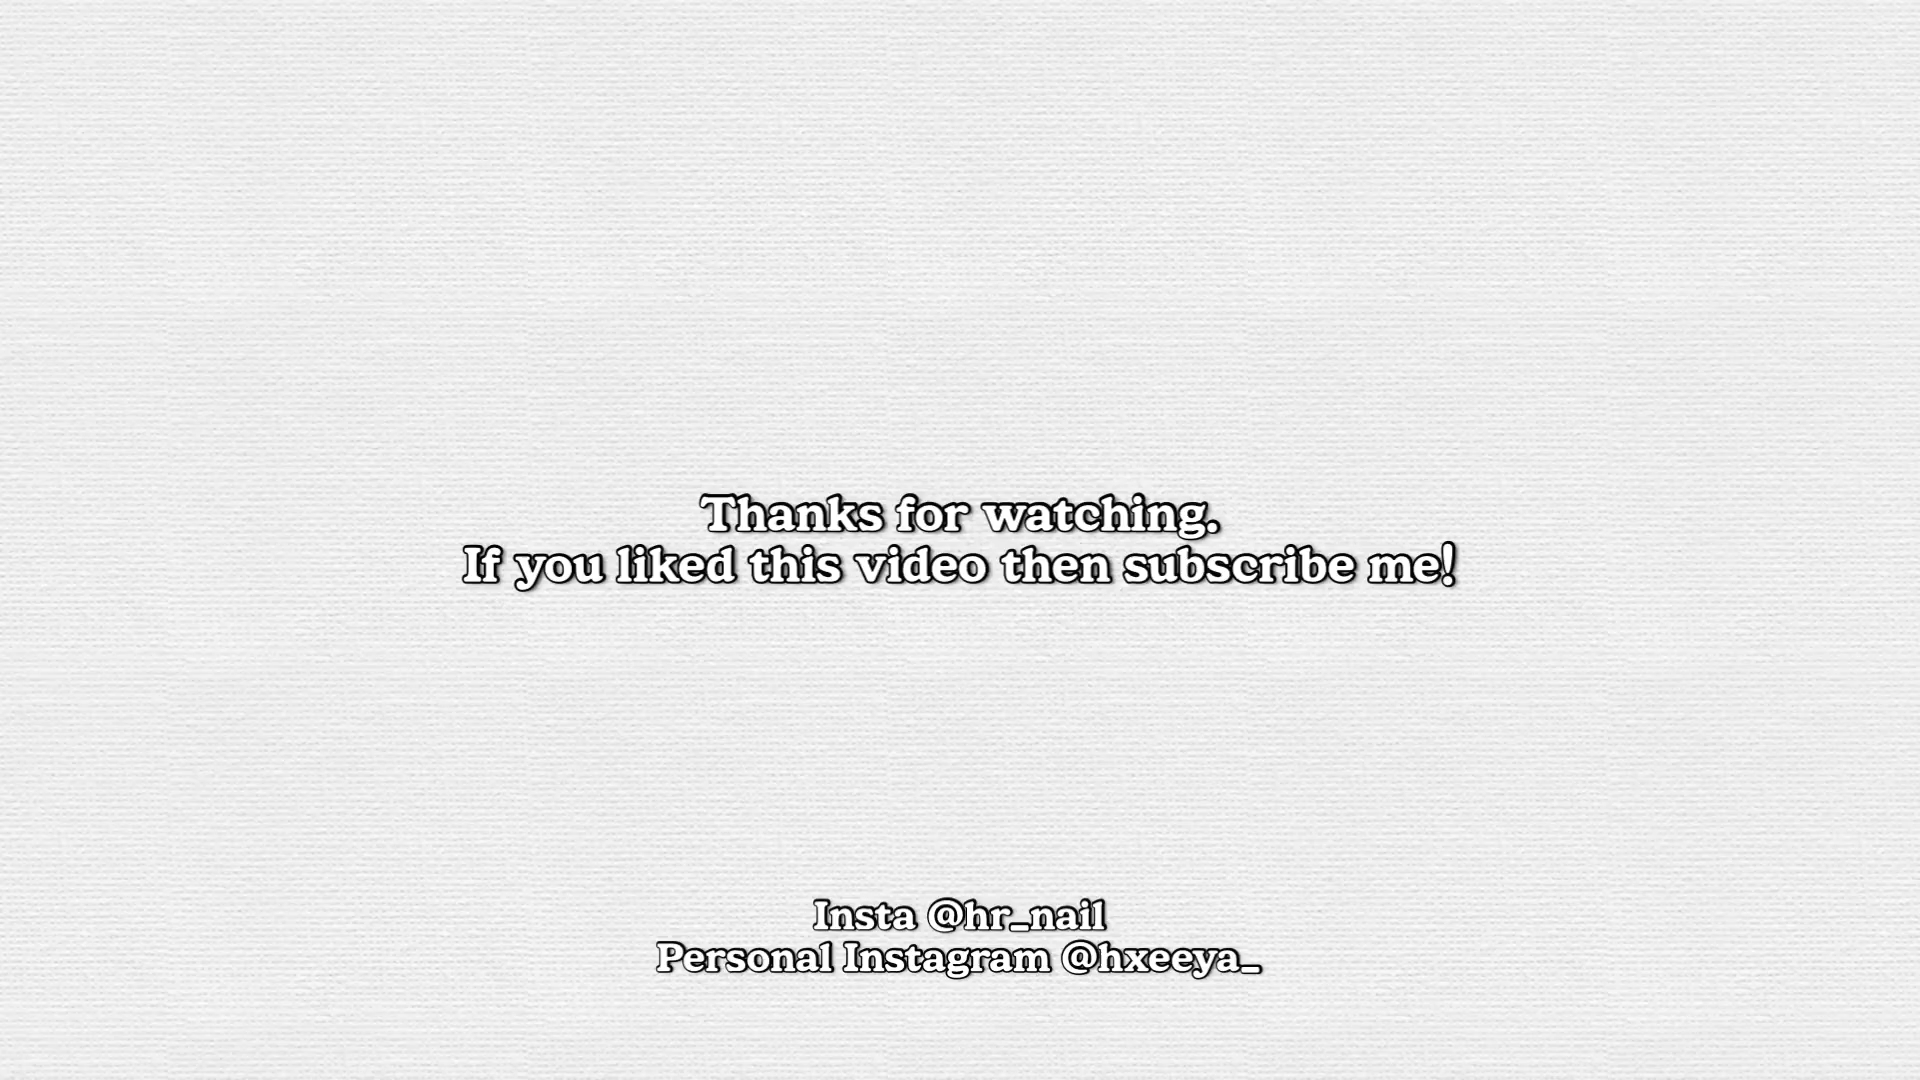 Thanks for watching.
If you liked this video then subscribe me!
Insta @hr_nail
Personal Instagram @hxeeya_